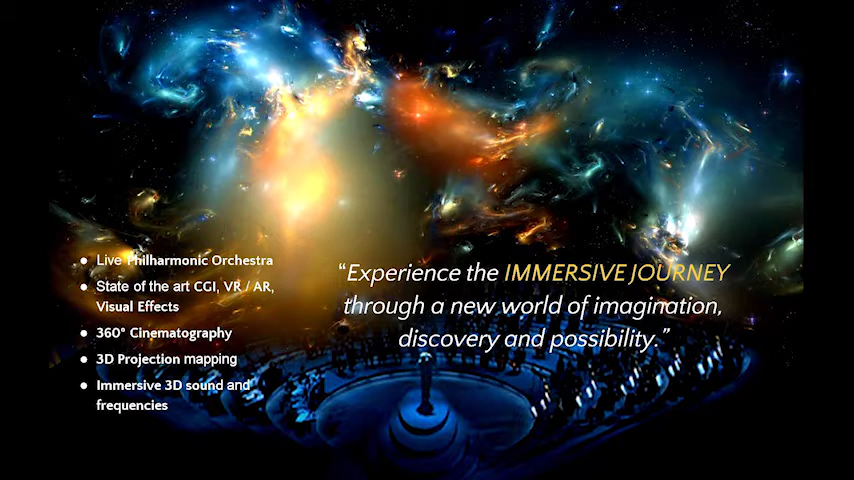 ● Live Philharmonic Orchestra
● State of the art CGI, VR / AR,
Visual Effects
● 360° Cinematography
● 3D Projection mapping
● Immersive 3D sound and
frequencies
“Experience the IMMERSIVE JOURNEY
through a new world of imagination,
discovery and possibility.”